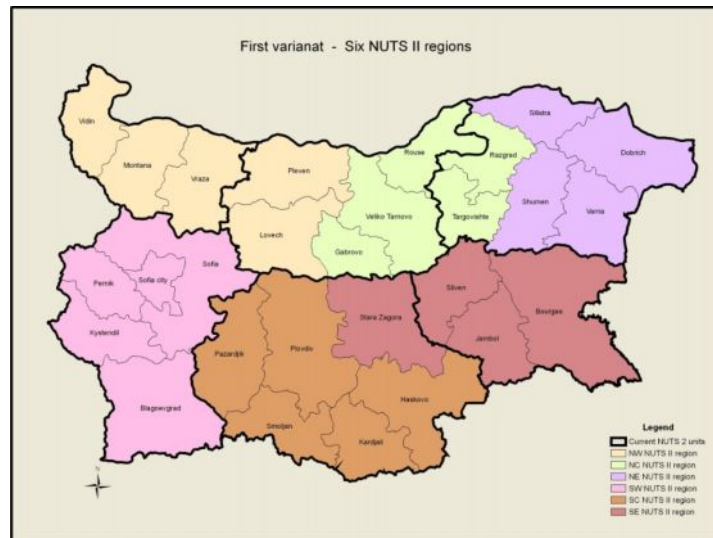 First varianat - Six NUTS II regions
Vidin
Montana
Vraza
Pleven
Lovech
Rouse
Veliko Tarnovo
Gabrovo
Razgrad
Targovishte
Silistra
Dobrich
Shumen
Varna
Sofia
Sofia city
Pernik
Kystendil
Blagoevgrad
Pazardjik
Plovdiv
Stara Zagora
Smoljan
Kardjali
Haskovo
Sliven
Jambol
Bourgas
N
Legend
Current NUTS 2 units
NW NUTS II region
NC NUTS II region
NE NUTS II region
SW NUTS II region
SC NUTS II region
SE NUTS II region